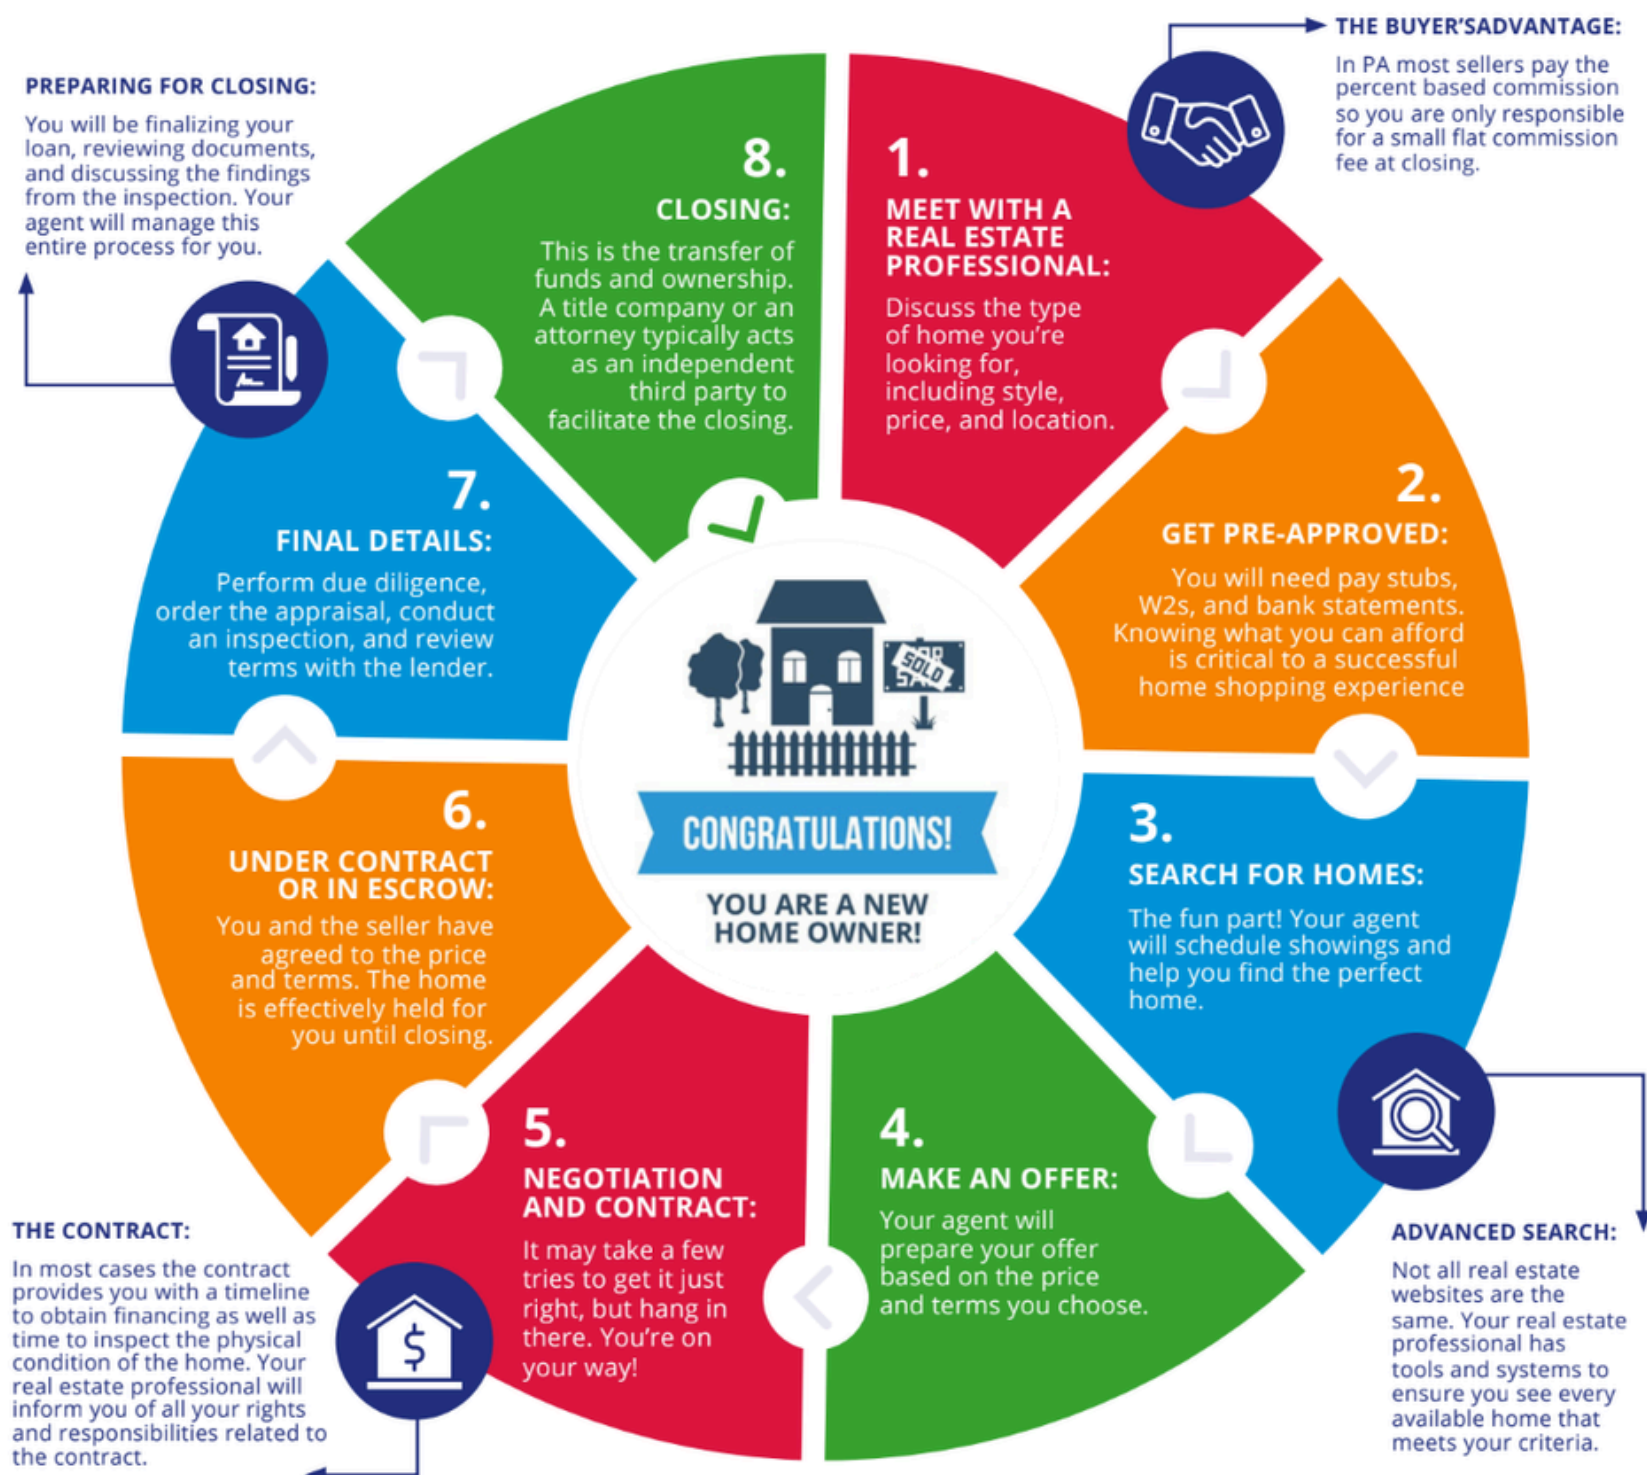 THE BUYER'SADVANTAGE:
In PA most sellers pay the
percent based commission
so you are only responsible
for a small flat commission
fee at closing.
1.
MEET WITH A
REAL ESTATE
PROFESSIONAL:
Discuss the type
of home you're
looking for,
including style,
price, and location.
2.
GET PRE-APPROVED:
You will need pay stubs,
W2s, and bank statements.
Knowing what you can afford
is critical to a successful
home shopping experience
3.
SEARCH FOR HOMES:
The fun part! Your agent
will schedule showings and
help you find the perfect
home.
ADVANCED SEARCH:
Not all real estate
websites are the
same. Your real estate
professional has
tools and systems to
ensure you see every
available home that
meets your criteria.
4.
MAKE AN OFFER:
Your agent will
prepare your offer
based on the price
and terms you choose.
5.
NEGOTIATION
AND CONTRACT:
It may take a few
tries to get it just
right, but hang in
there. You're on
your way!
$
THE CONTRACT:
In most cases the contract
provides you with a timeline
to obtain financing as well as
time to inspect the physical
condition of the home. Your
real estate professional will
inform you of all your rights
and responsibilities related to
the contract.
6.
UNDER CONTRACT
OR IN ESCROW:
You and the seller have
agreed to the price
and terms. The home
is effectively held for
you until closing.
7.
FINAL DETAILS:
Perform due diligence,
order the appraisal, conduct
an inspection, and review
terms with the lender.
PREPARING FOR CLOSING:
You will be finalizing your
loan, reviewing documents,
and discussing the findings
from the inspection. Your
agent will manage this
entire process for you.
8.
CLOSING:
This is the transfer of
funds and ownership.
A title company or an
attorney typically acts
as an independent
third party to
facilitate the closing.
SOLD
CONGRATULATIONS!
YOU ARE A NEW
HOME OWNER!